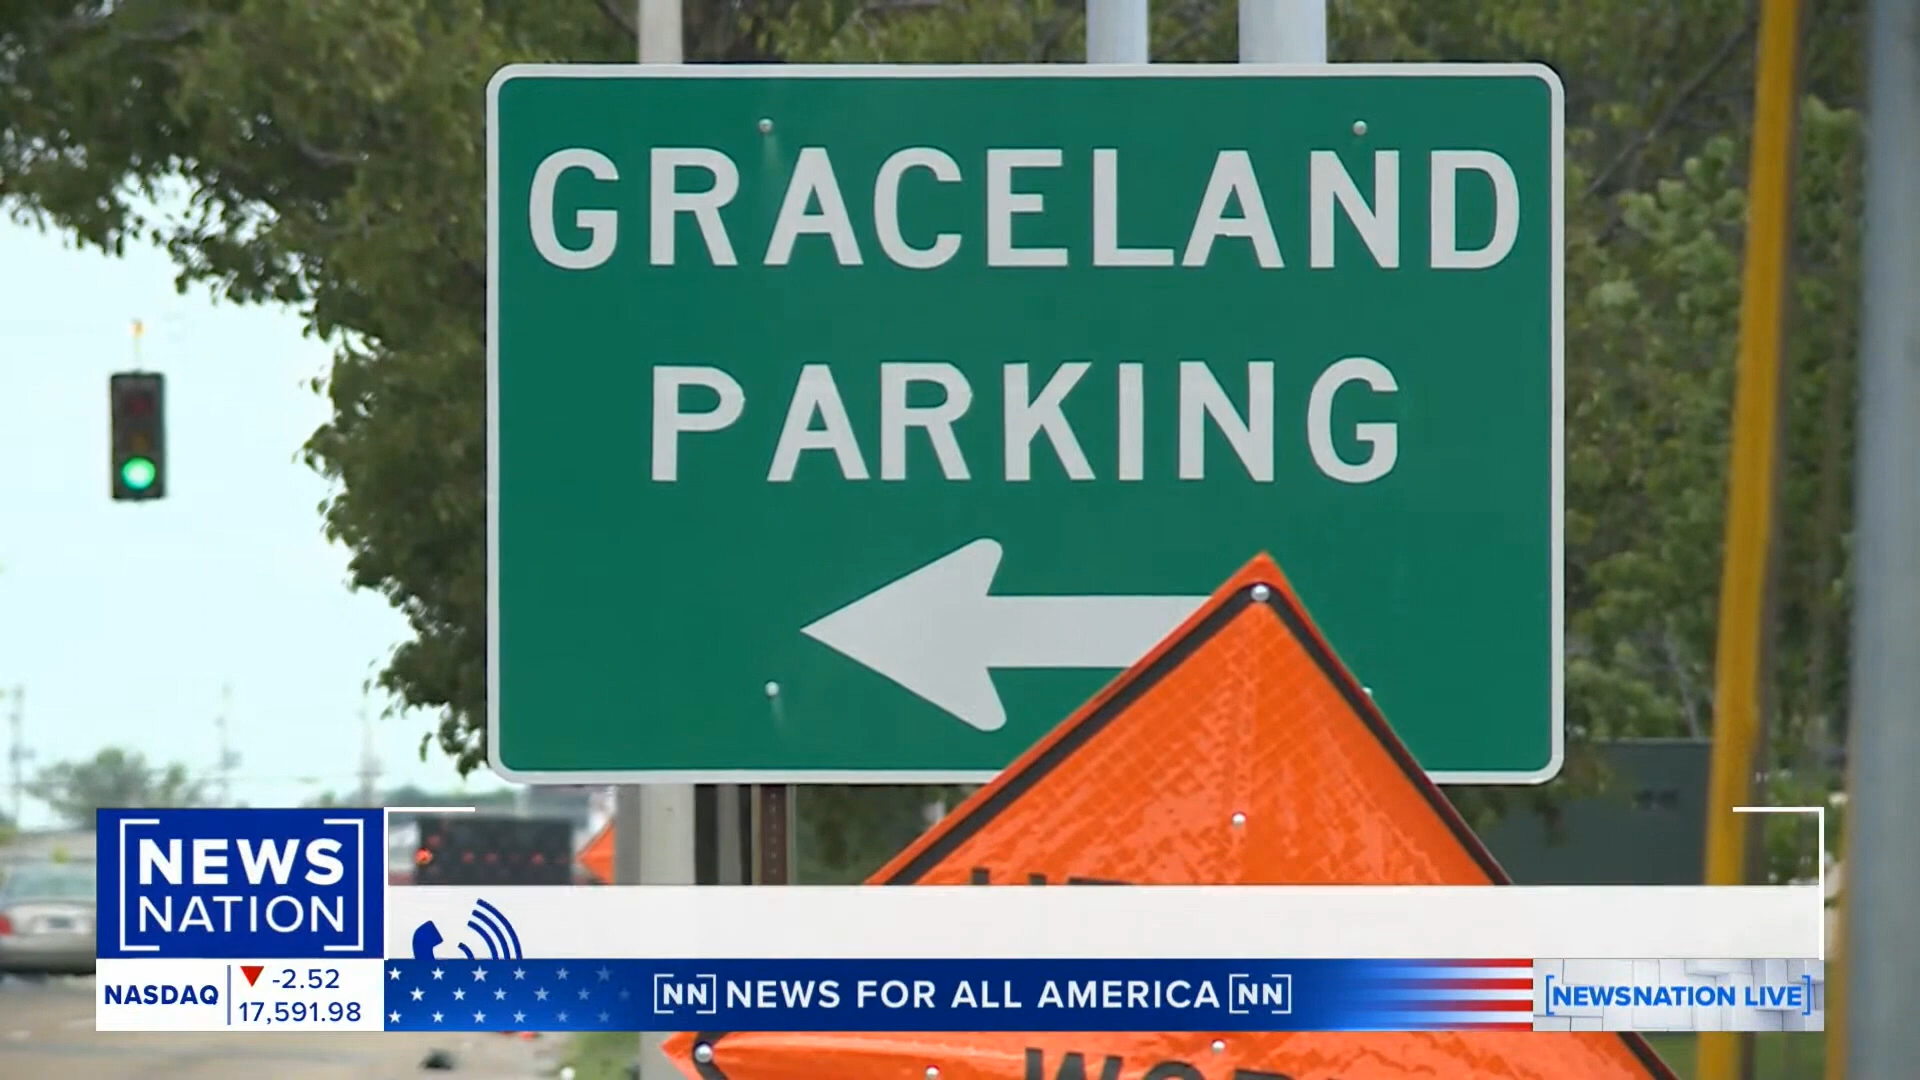 GRACELAND
PARKING
NEWS
NATION
NASDAQ
-2.52
17,591.98
[NN] NEWS FOR ALL AMERICA [NN]
[NEWSNATION LIVE]